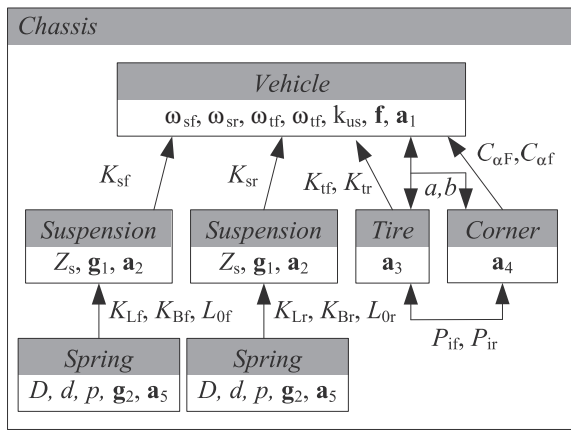 Chassis
Vehicle
ωsf, ωsr, ωtf, ωtf, kus, f, a1
Ksf
Ksr
Ktf, Ktr
a,b
CαF,Cαf
Suspension
Zs, g1, a2
Suspension
Zs, g1, a2
Tire
a3
Corner
a4
KLf, KBf, L0f
KLr, KBr, L0r
Pif, Pir
Spring
D, d, p, g2, a5
Spring
D, d, p, g2, a5